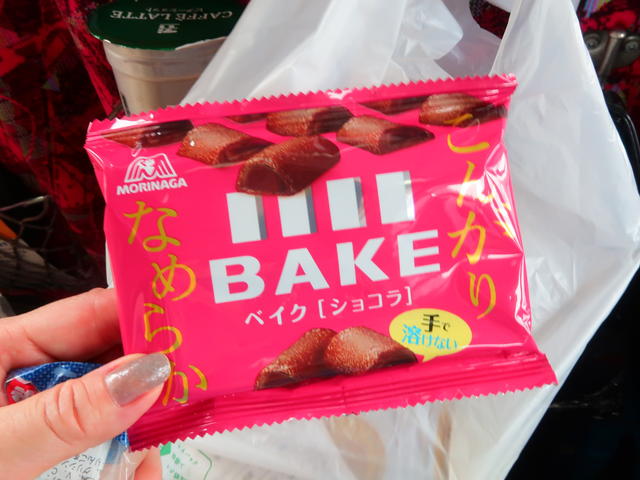 CAFFÈ LATTE
MORINAGA
こんがり
なめらか
BAKE
ベイク[ショコラ]
手で
溶けない